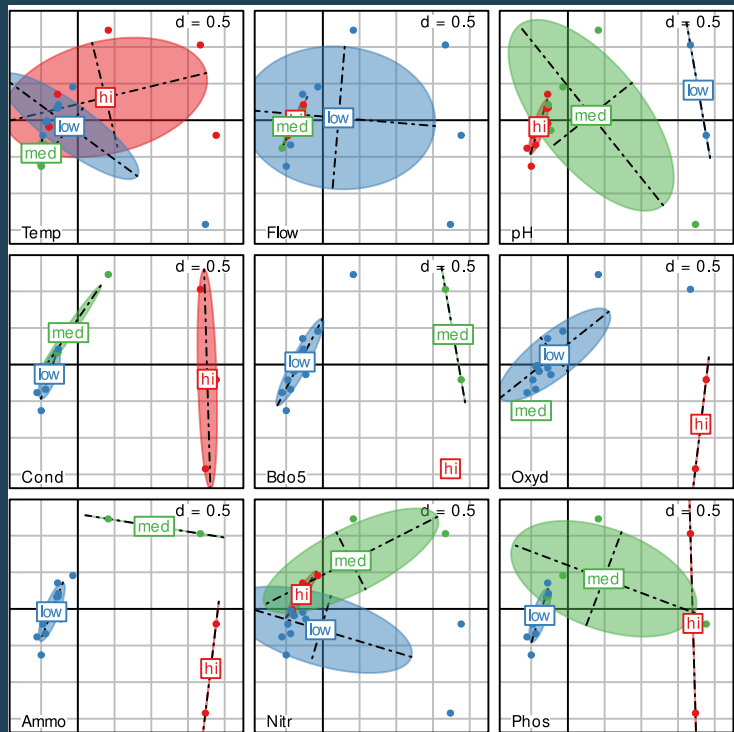 d = 0.5
hi
low
med
Temp
d = 0.5
hi
med
low
Flow
d = 0.5
low
med
hi
pH
d = 0.5
med
low
hi
Cond
d = 0.5
med
low
hi
Bdo5
d = 0.5
low
med
hi
Oxyd
d = 0.5
med
low
hi
Ammo
d = 0.5
med
hi
low
Nitr
d = 0.5
med
low
hi
Phos